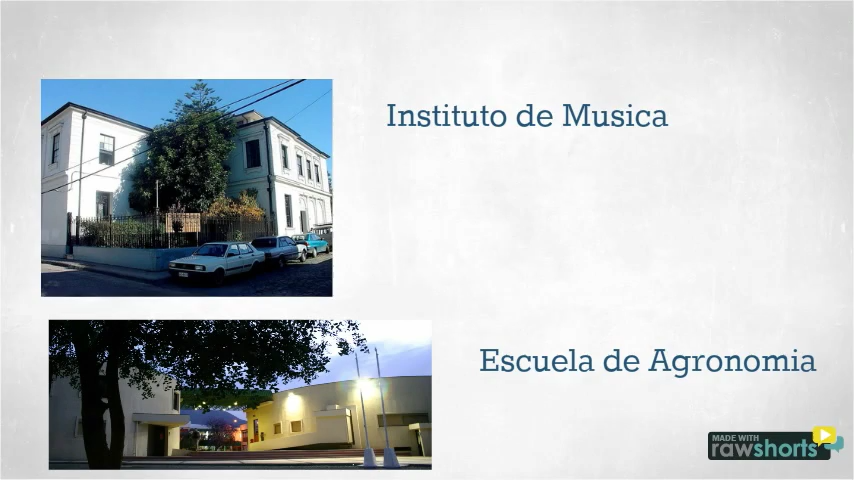 Instituto de Musica
Escuela de Agronomia
MADE WITH
rawshorts